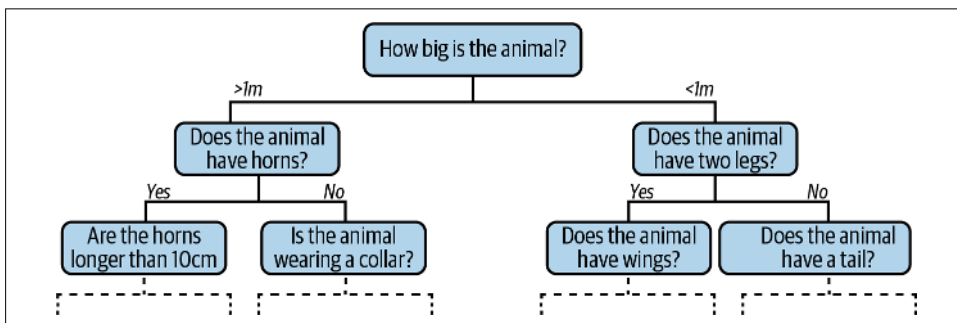 How big is the animal?
>1m
<1m
Does the animal
have horns?
Does the animal
have two legs?
Yes
No
Yes
No
Are the horns
longer than 10cm
Is the animal
wearing a collar?
Does the animal
have wings?
Does the animal
have a tail?